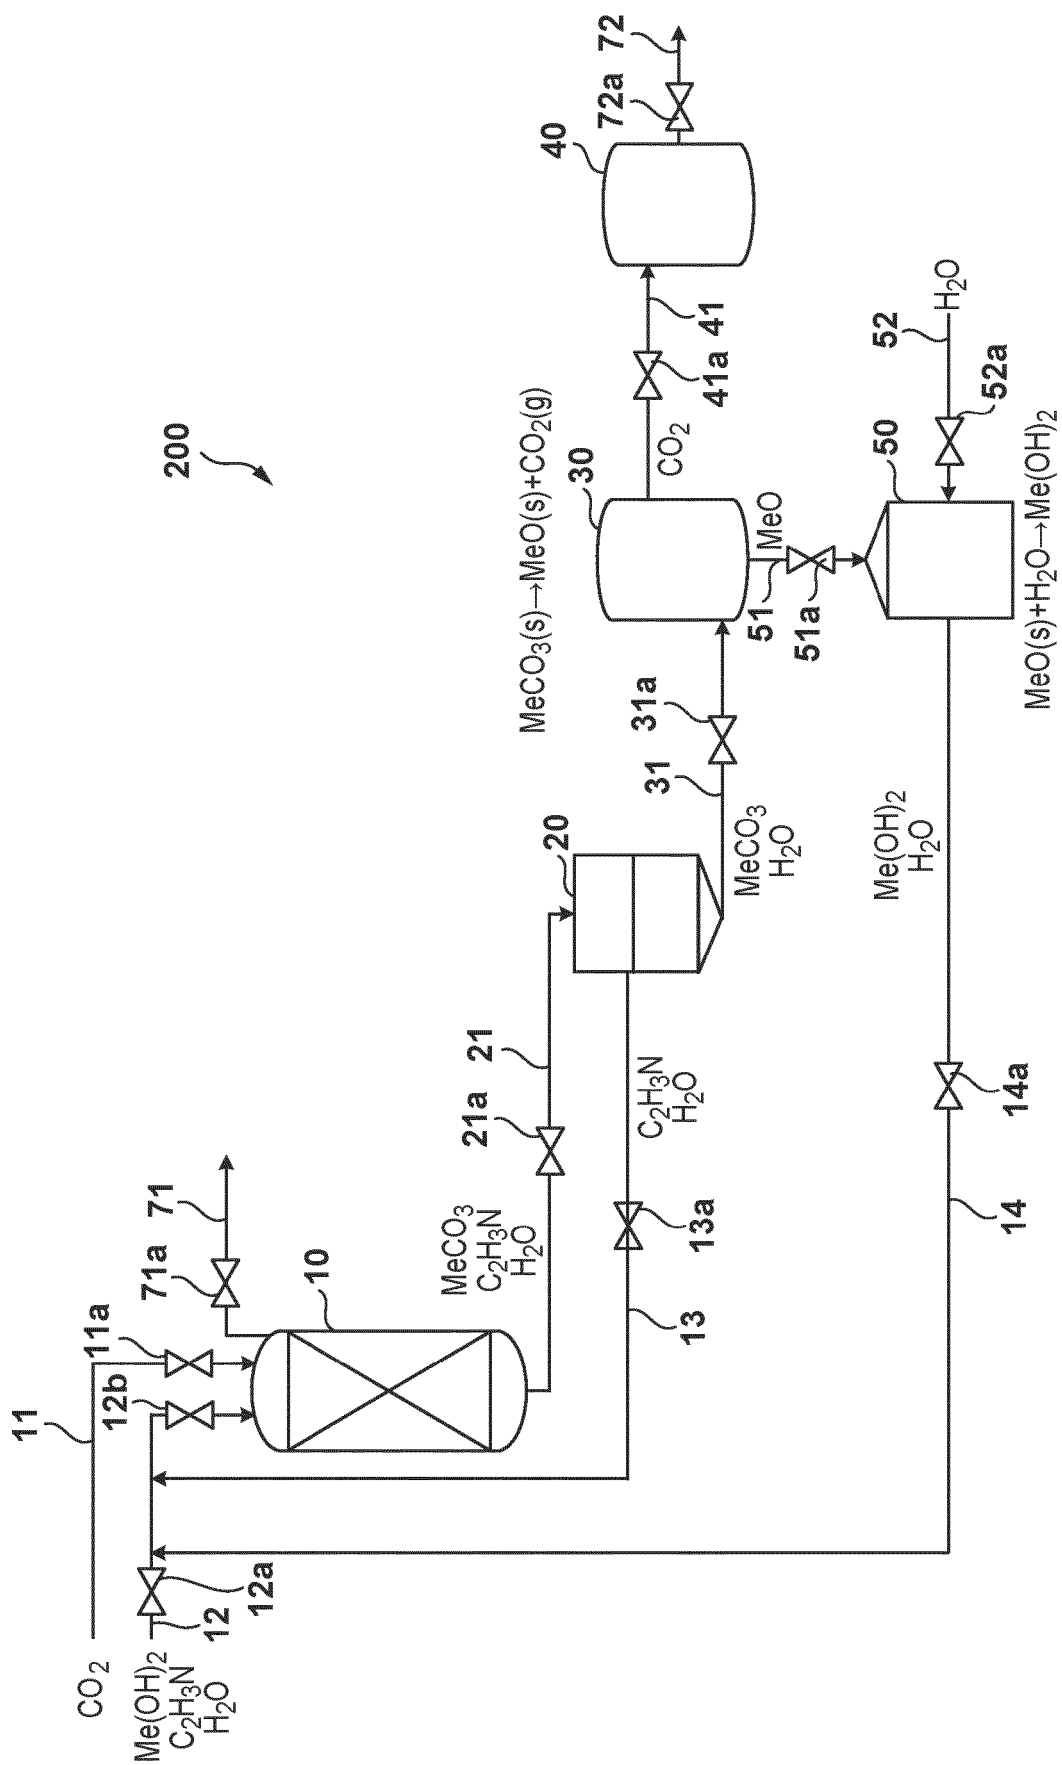 200
CO2
11
11a
Me(OH)2
C2H3N
H2O
12
12a
12b
71a
71
10
MeCO3
C2H3N
H2O
21a
21
20
13
13a
C2H3N
H2O
MeCO3
H2O
31
31a
MeCO3(s)→MeO(s)+CO2(g)
30
CO2
41a
41
40
72a
72
51
MeO
51a
50
52
H2O
52a
MeO(s)+H2O→Me(OH)2
Me(OH)2
H2O
14a
14